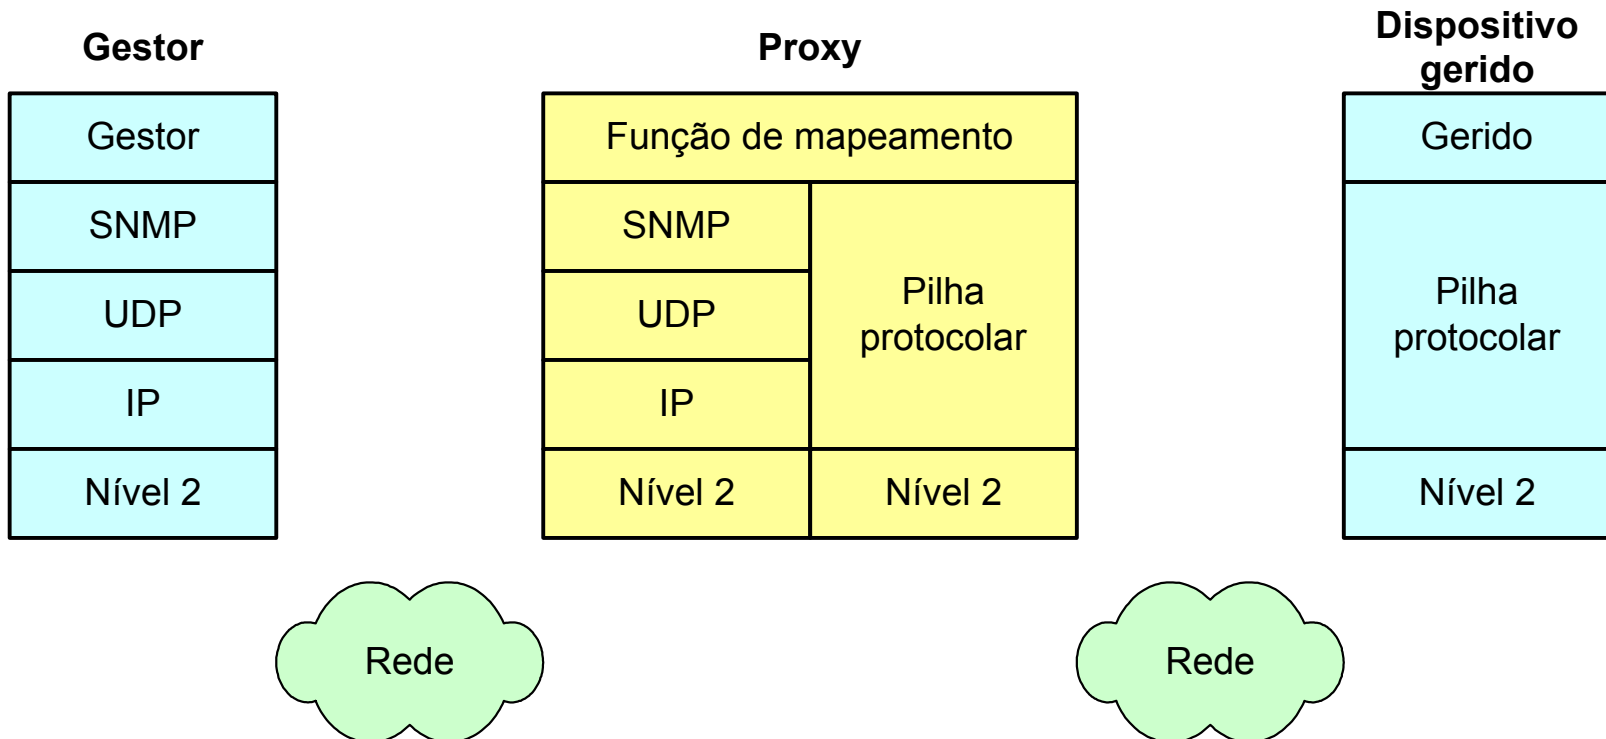 Gestor
Proxy
Dispositivo
gerido
Gestor
SNMP
UDP
IP
Nível 2
Função de mapeamento
SNMP
UDP
IP
Nível 2
Pilha
protocolar
Nível 2
Gerido
Pilha
protocolar
Nível 2
Rede
Rede